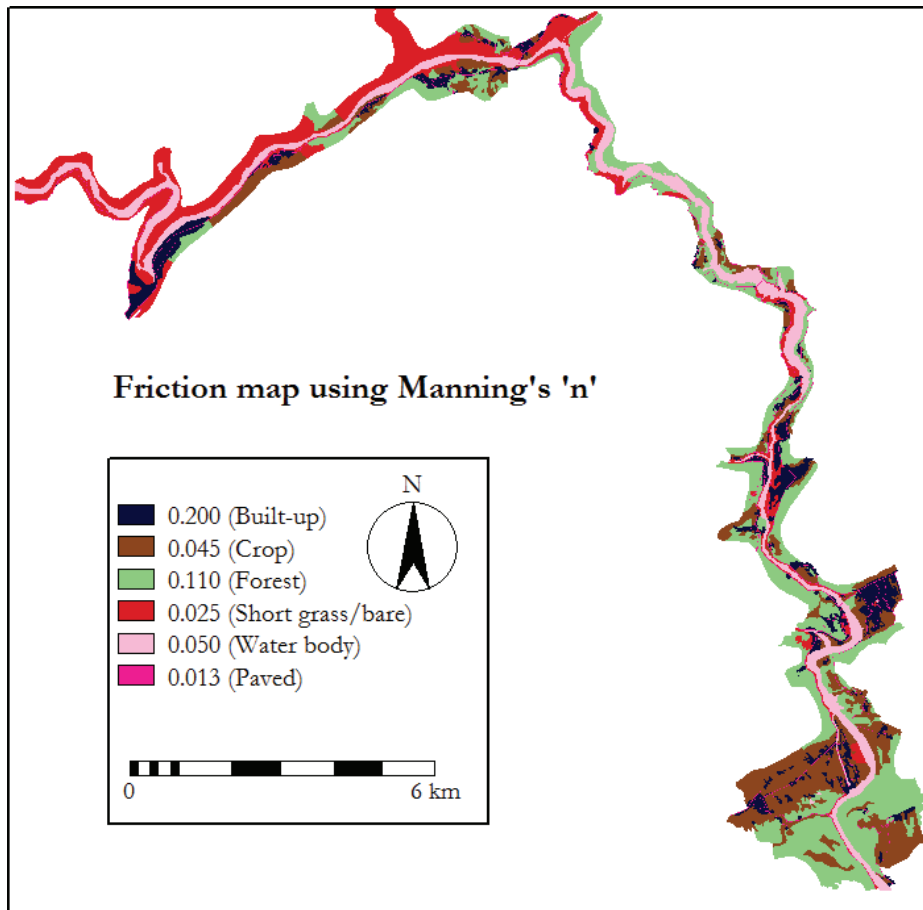 Friction map using Manning's 'n'
N
0.200 (Built-up)
0.045 (Crop)
0.110 (Forest)
0.025 (Short grass/bare)
0.050 (Water body)
0.013 (Paved)
0 6 km